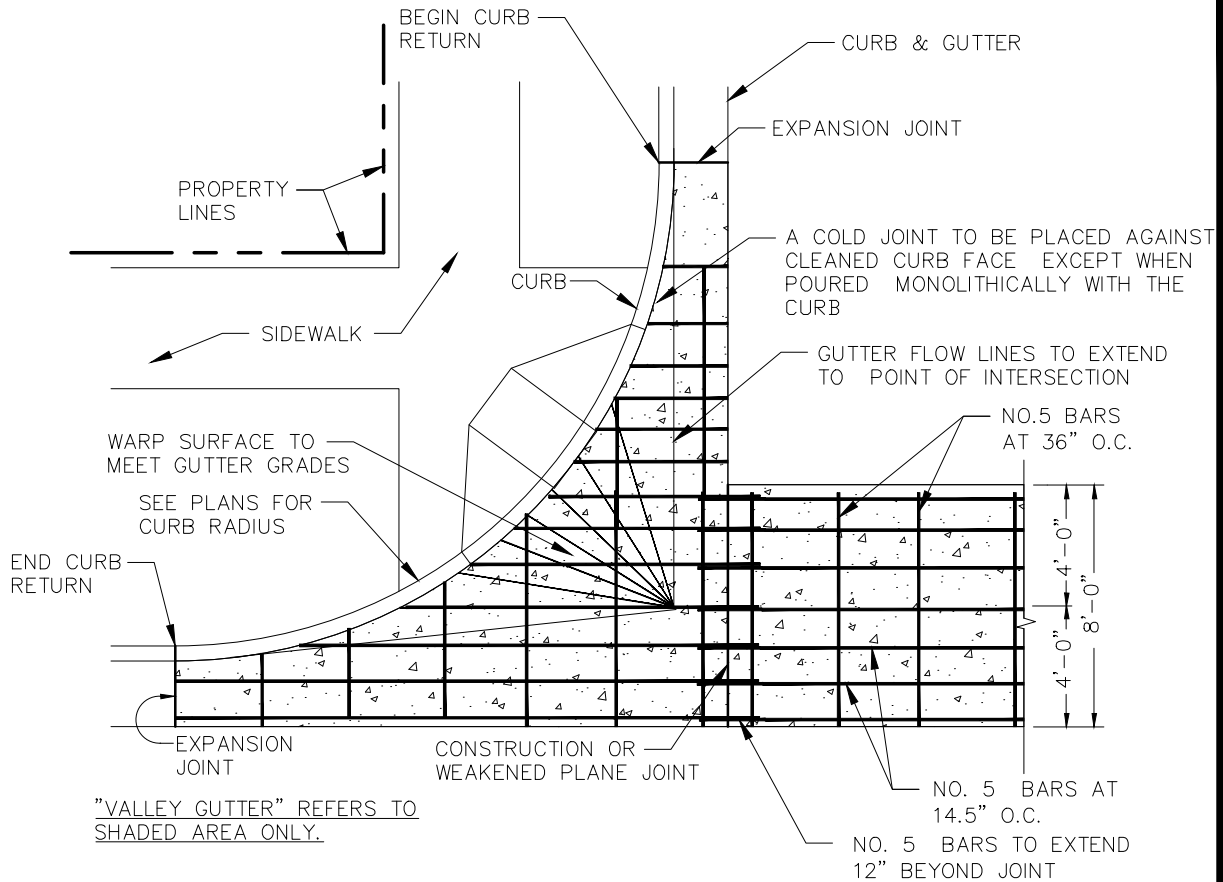 BEGIN CURB
RETURN
CURB & GUTTER
EXPANSION JOINT
PROPERTY
LINES
A COLD JOINT TO BE PLACED AGAINST
CLEANED CURB FACE EXCEPT WHEN
POURED MONOLITHICALLY WITH THE
CURB
CURB
SIDEWALK
GUTTER FLOW LINES TO EXTEND
TO POINT OF INTERSECTION
NO.5 BARS
AT 36" O.C.
WARP SURFACE TO
MEET GUTTER GRADES
SEE PLANS FOR
CURB RADIUS
END CURB
RETURN
4'-0"
4'-0"
8'-0"
EXPANSION
JOINT
CONSTRUCTION OR
WEAKENED PLANE JOINT
NO. 5 BARS AT
14.5" O.C.
"VALLEY GUTTER" REFERS TO
SHADED AREA ONLY.
NO. 5 BARS TO EXTEND
12" BEYOND JOINT